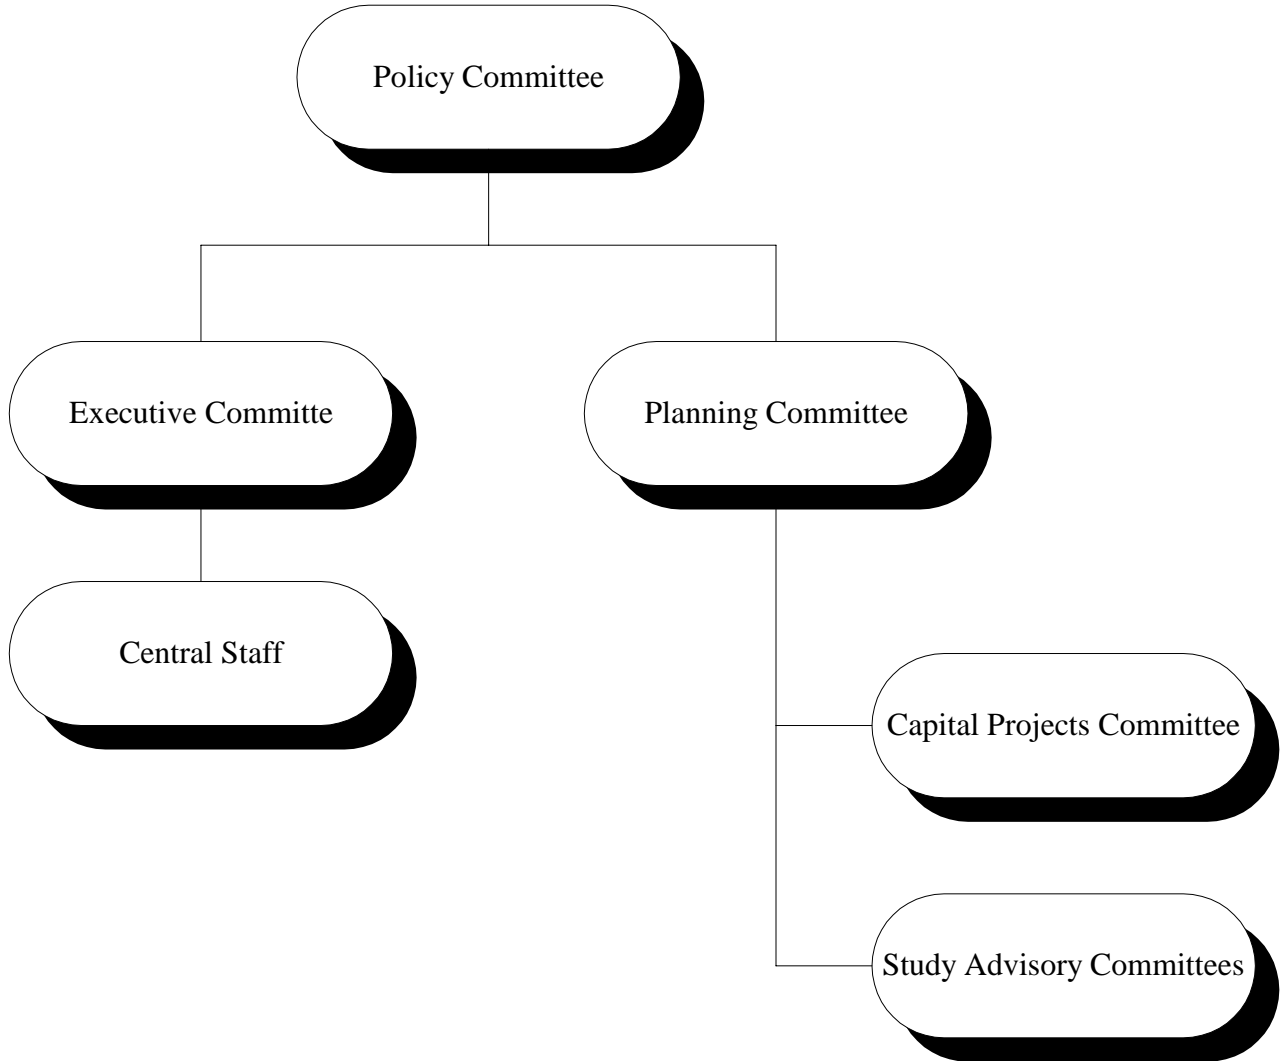 Policy Committee
Executive Committe
Planning Committee
Central Staff
Capital Projects Committee
Study Advisory Committees